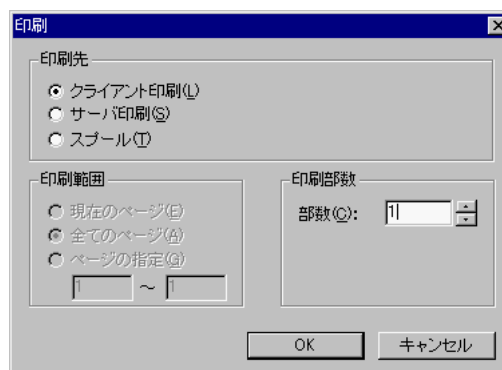 印刷
印刷先
クライアント印刷(L)
サーバ印刷(S)
スプール(T)
印刷範囲
現在のページ(E)
全てのページ(A)
ページの指定(G)
1 ～ 1
印刷部数
部数(C): 1
OK キャンセル